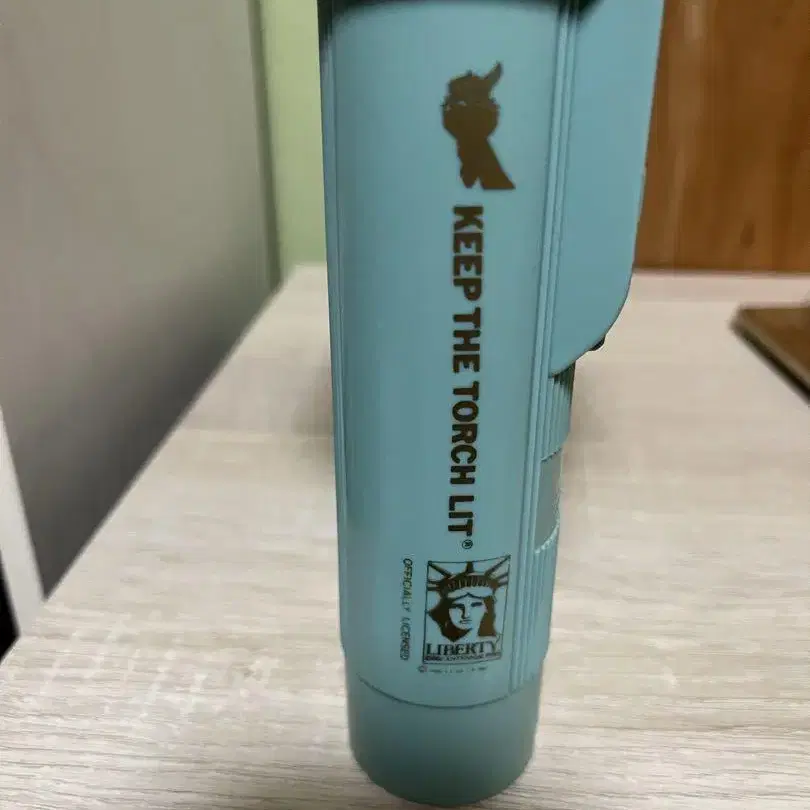 KEEP THE TORCH LIT®
OFFICIALLY LICENSED
LIBERTY